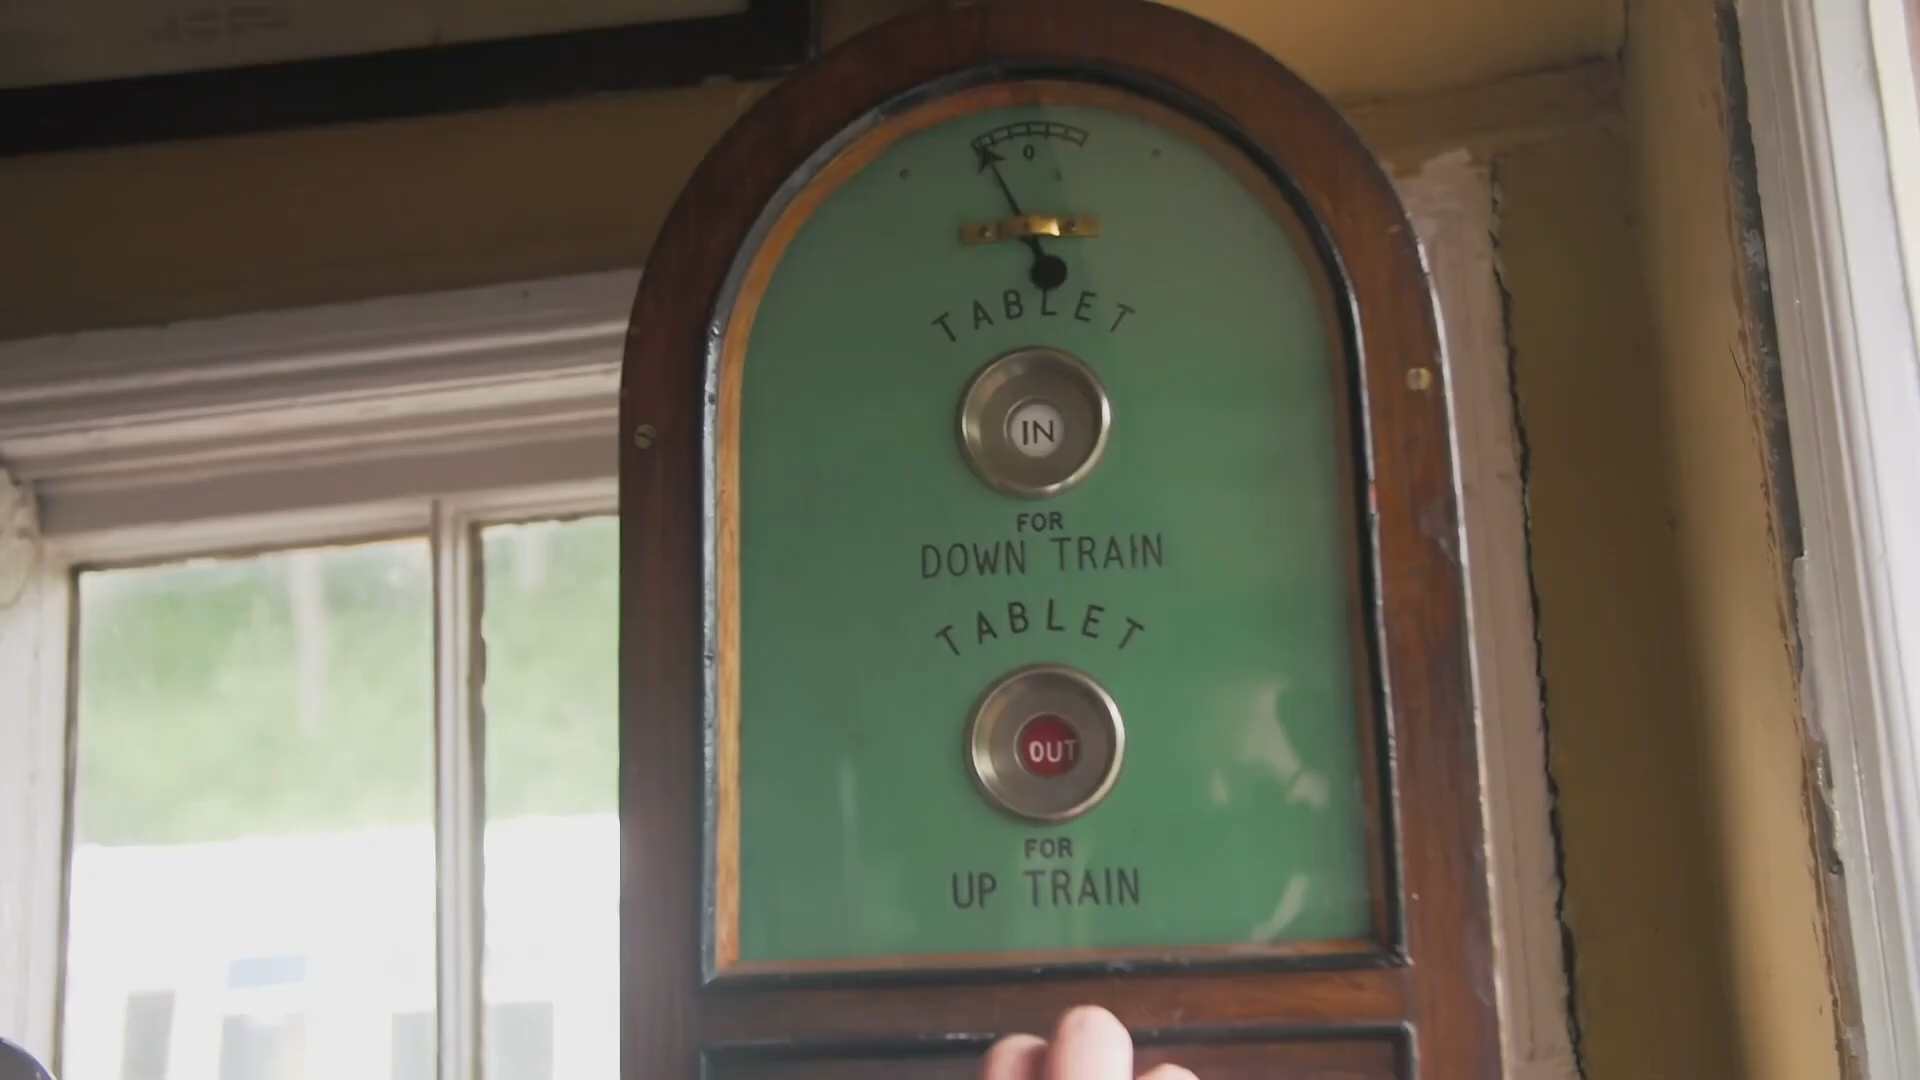 0
TABLET
IN
FOR
DOWN TRAIN
TABLET
OUT
FOR
UP TRAIN